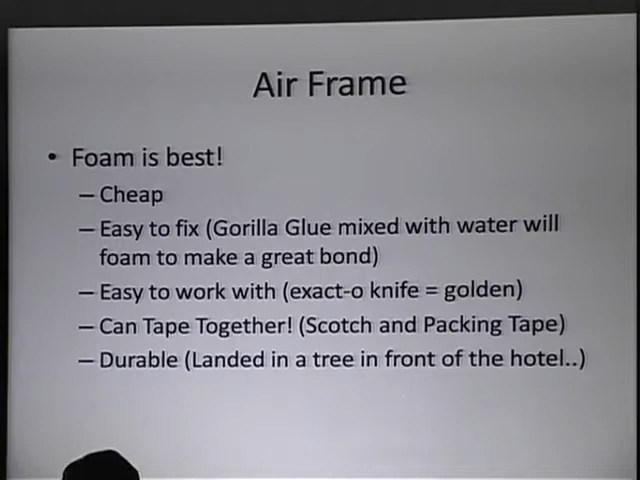 Air Frame
• Foam is best!
– Cheap
– Easy to fix (Gorilla Glue mixed with water will
foam to make a great bond)
– Easy to work with (exact-o knife = golden)
– Can Tape Together! (Scotch and Packing Tape)
– Durable (Landed in a tree in front of the hotel..)